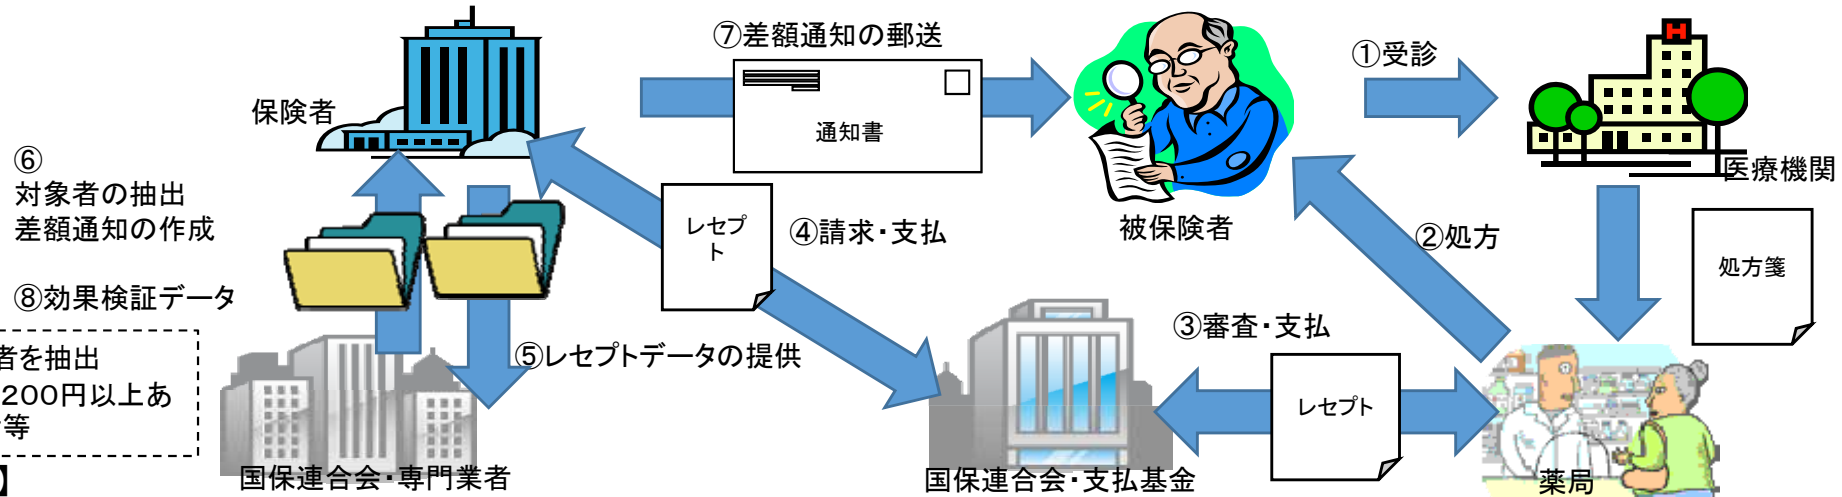 ⑦差額通知の郵送
①受診
保険者
通知書
医療機関
⑥
対象者の抽出
差額通知の作成
レセプ
ト
④請求・支払
被保険者
②処方
処方箋
⑧効果検証データ
③審査・支払
者を抽出
200円以上あ
等
⑤レセプトデータの提供
レセプト
国保連合会・専門業者
国保連合会・支払基金
薬局
】